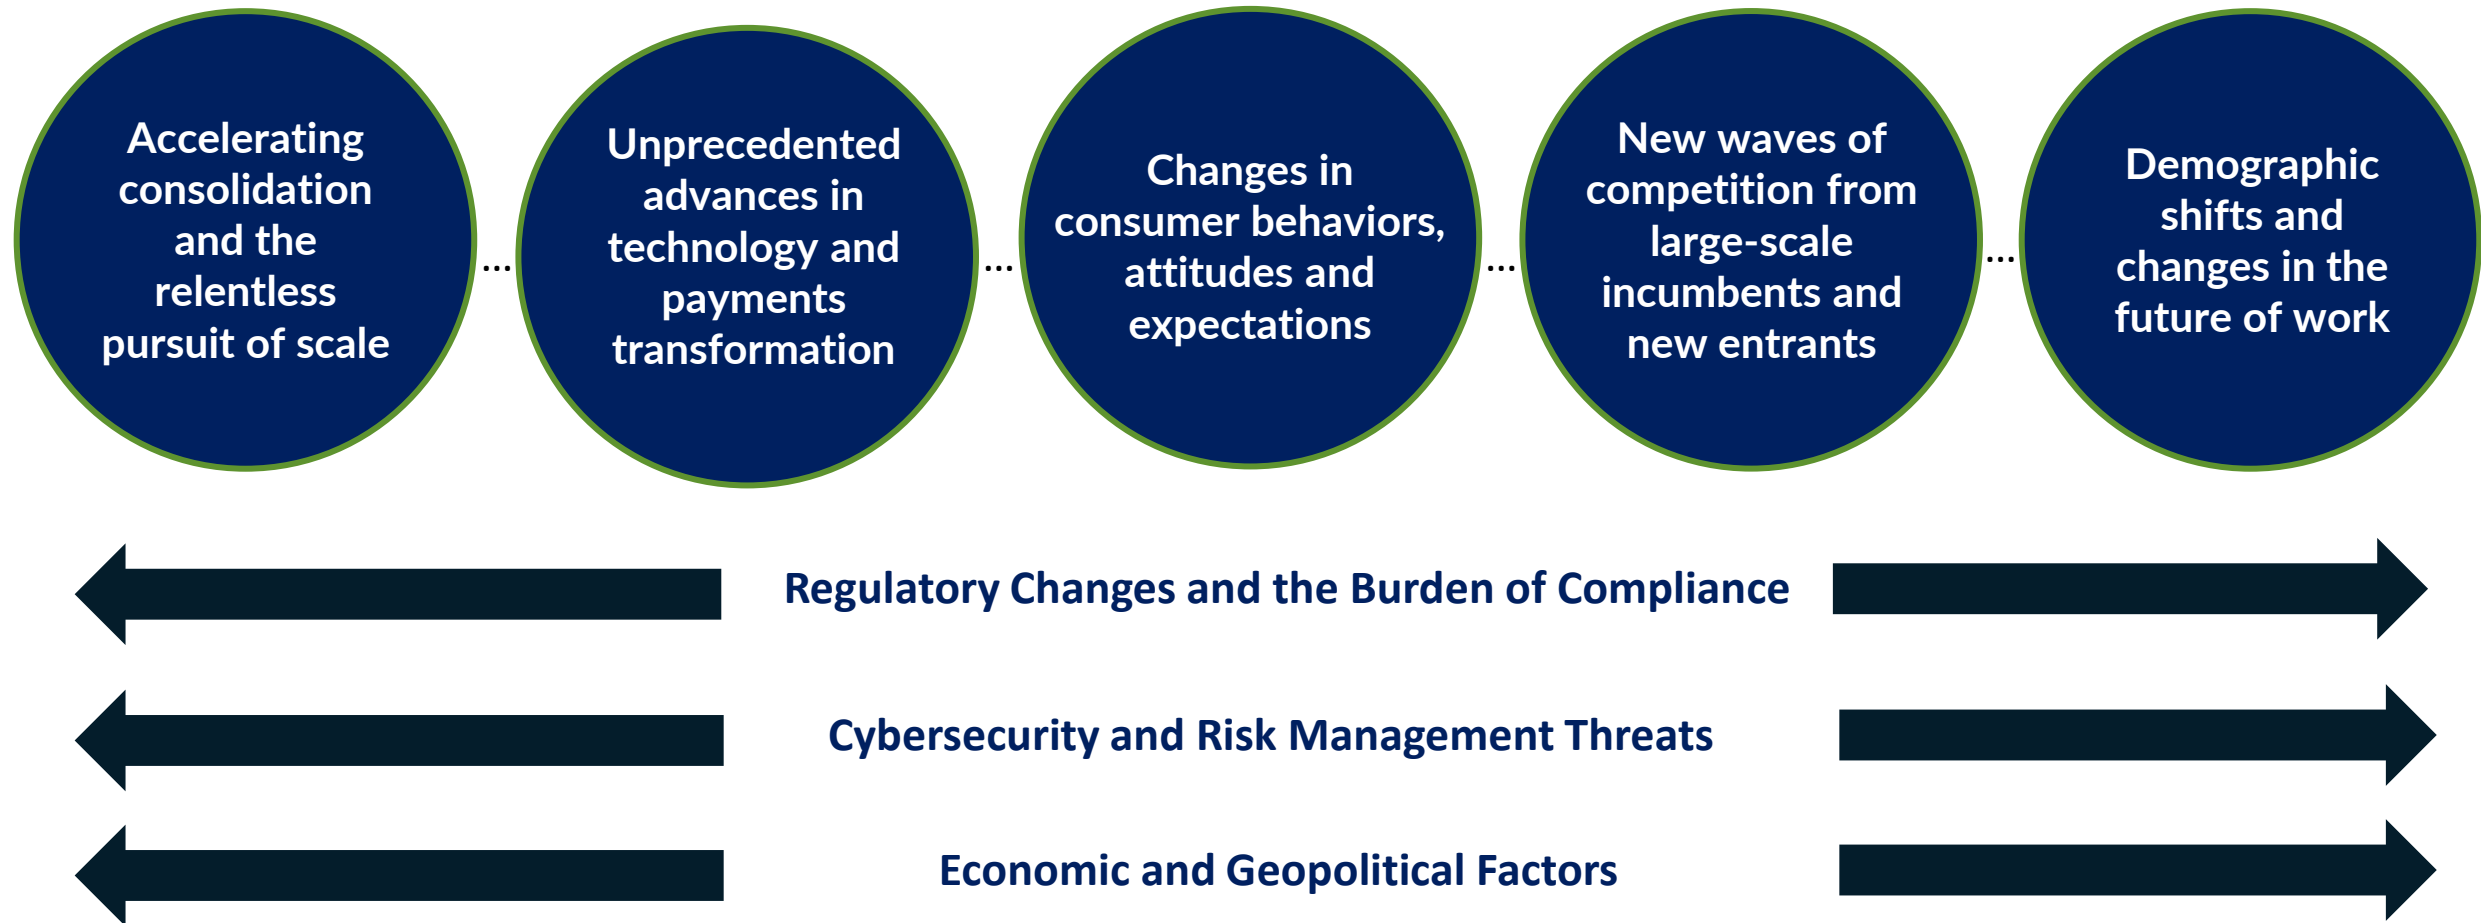 Accelerating
consolidation
and the
relentless
pursuit of scale
...
Unprecedented
advances in
technology and
payments
transformation
...
Changes in
consumer behaviors,
attitudes and
expectations
...
New waves of
competition from
large-scale
incumbents and
new entrants
...
Demographic
shifts and
changes in the
future of work
Regulatory Changes and the Burden of Compliance
Cybersecurity and Risk Management Threats
Economic and Geopolitical Factors